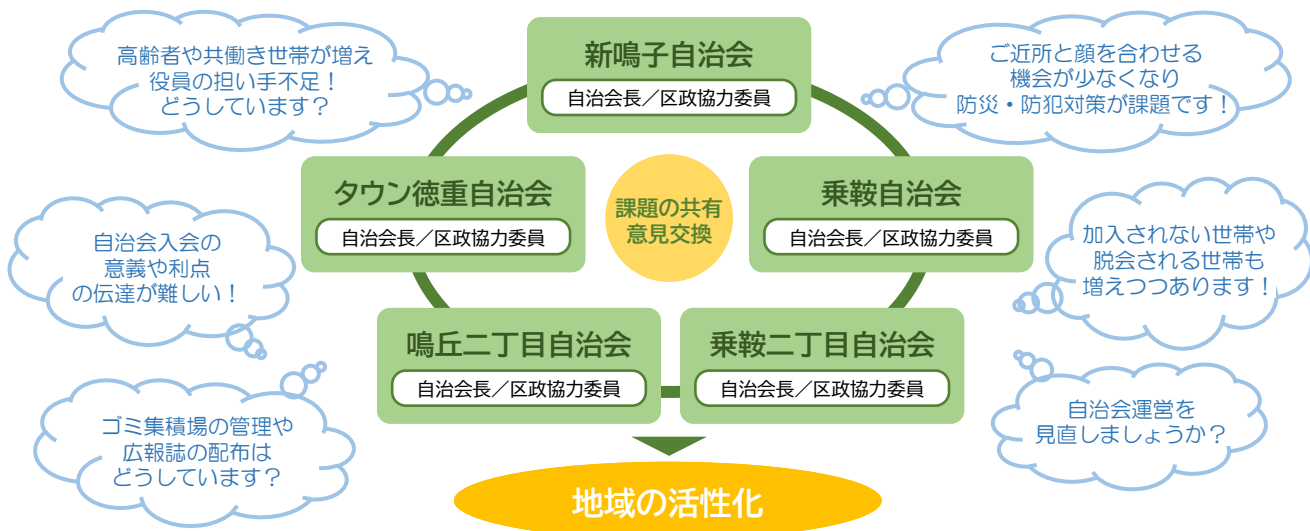 高齢者や共働き世帯が増え
役員の担い手不足！
どうしています？
新鳴子自治会
自治会長／区政協力委員
ご近所と顔を合わせる
機会が少なくなり
防災・防犯対策が課題です！
タウン徳重自治会
自治会長／区政協力委員
課題の共有
意見交換
乗鞍自治会
自治会長／区政協力委員
自治会入会の
意義や利点
の伝達が難しい！
加入されない世帯や
脱会される世帯も
増えつつあります！
鳴丘二丁目自治会
自治会長／区政協力委員
乗鞍二丁目自治会
自治会長／区政協力委員
ゴミ集積場の管理や
広報誌の配布は
どうしています？
自治会運営を
見直しましょうか？
地域の活性化